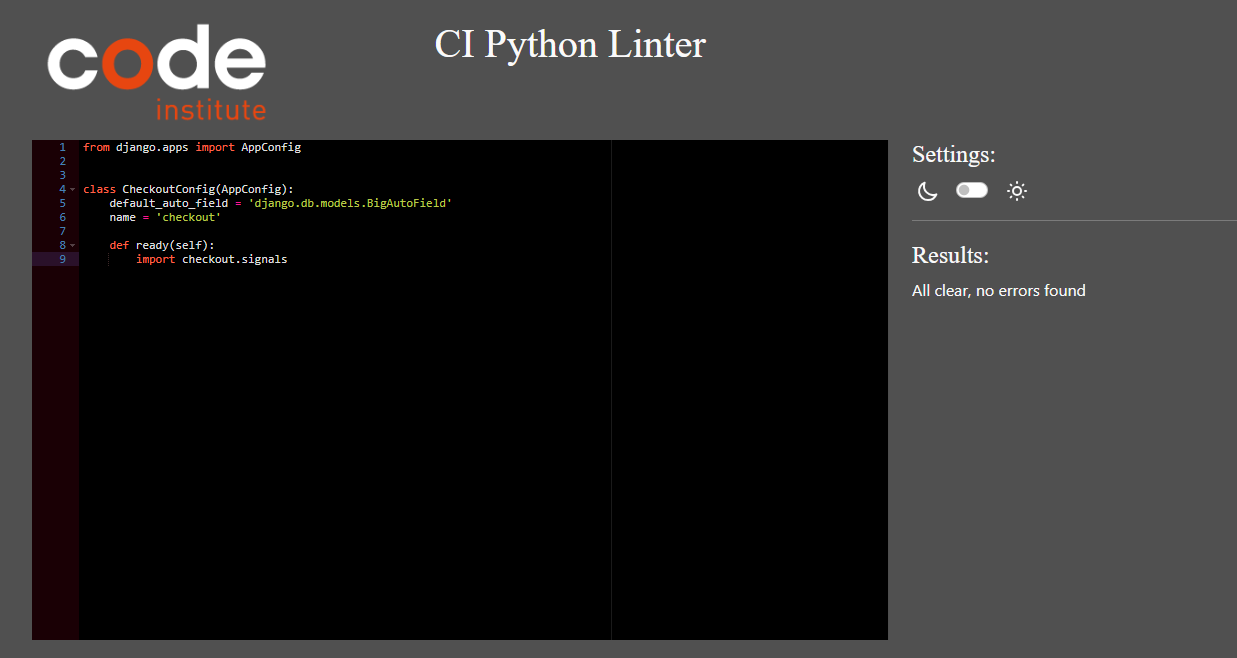 code
institute
CI Python Linter
1 from django.apps import AppConfig
2
3
4 class CheckoutConfig(AppConfig):
5     default_auto_field = 'django.db.models.BigAutoField'
6     name = 'checkout'
7
8     def ready(self):
9         import checkout.signals
Settings:
Results:
All clear, no errors found